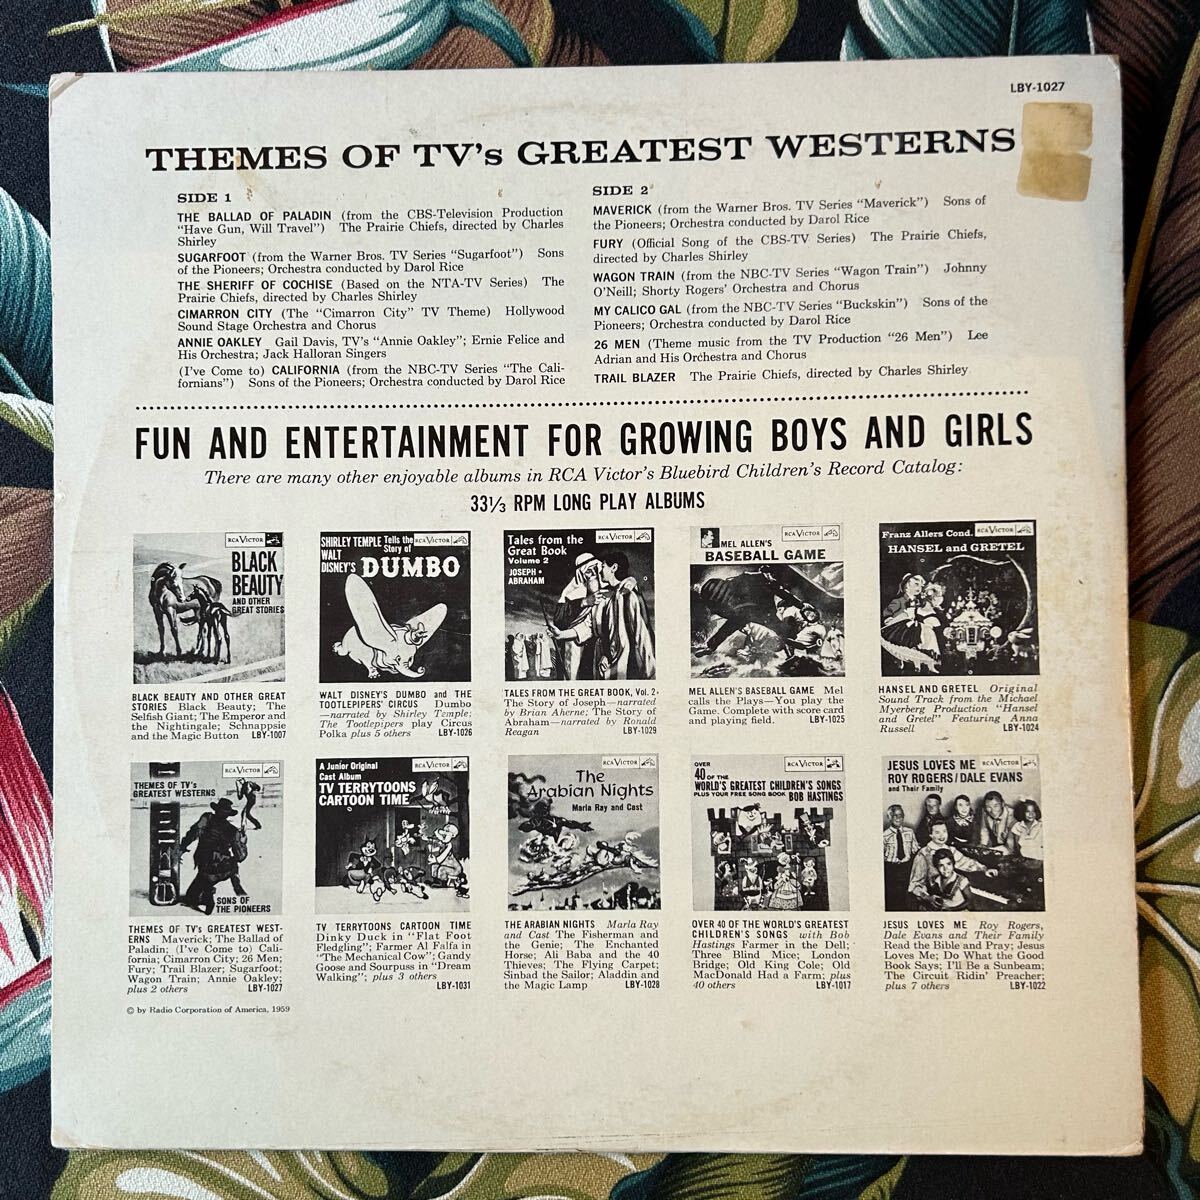 LBY-1027
THEMES OF TV's GREATEST WESTERNS
SIDE 1
THE BALLAD OF PALADIN (from the CBS-Television Production
"Have Gun, Will Travel") The Prairie Chiefs, directed by Charles
Shirley
SUGARFOOT (from the Warner Bros. TV Series "Sugarfoot") Sons
of the Pioneers; Orchestra conducted by Darol Rice
THE SHERIFF OF COCHISE (Based on the NTA-TV Series) The
Prairie Chiefs, directed by Charles Shirley
CIMARRON CITY (The "Cimarron City" TV Theme) Hollywood
Sound Stage Orchestra and Chorus
ANNIE OAKLEY Gail Davis, TV's "Annie Oakley"; Ernie Felice and
His Orchestra; Jack Halloran Singers
(I've Come to) CALIFORNIA (from the NBC-TV Series "The Cali-
fornians") Sons of the Pioneers; Orchestra conducted by Darol Rice
SIDE 2
MAVERICK (from the Warner Bros. TV Series "Maverick") Sons of
the Pioneers; Orchestra conducted by Darol Rice
FURY (Official Song of the CBS-TV Series) The Prairie Chiefs,
directed by Charles Shirley
WAGON TRAIN (from the NBC-TV Series "Wagon Train") Johnny
O'Neill; Shorty Rogers' Orchestra and Chorus
MY CALICO GAL (from the NBC-TV Series "Buckskin") Sons of the
Pioneers; Orchestra conducted by Darol Rice
26 MEN (Theme music from the TV Production "26 Men") Lee
Adrian and His Orchestra and Chorus
TRAIL BLAZER The Prairie Chiefs, directed by Charles Shirley
FUN AND ENTERTAINMENT FOR GROWING BOYS AND GIRLS
There are many other enjoyable albums in RCA Victor's Bluebird Children's Record Catalog:
33⅓ RPM LONG PLAY ALBUMS
RCA VICTOR
BLACK
BEAUTY
AND OTHER
GREAT STORIES
BLACK BEAUTY AND OTHER GREAT
STORIES Black Beauty; The
Selfish Giant; The Emperor and
the Nightingale; Schnappsie
and the Magic Button LBY-1007
SHIRLEY TEMPLE Tells the
Story of
RCA VICTOR
WALT
DISNEY'S
DUMBO
WALT DISNEY'S DUMBO and THE
TOOTLEPIPERS' CIRCUS Dumbo
—narrated by Shirley Temple;
The Tootlepipers play Circus
Polka plus 5 others LBY-1026
Tales from the
Great Book
Volume 2
JOSEPH •
ABRAHAM
RCA VICTOR
TALES FROM THE GREAT BOOK, Vol. 2-
The Story of Joseph—narrated
by Brian Aherne; The Story of
Abraham—narrated by Ronald
Reagan LBY-1029
RCA VICTOR
MEL ALLEN'S
BASEBALL GAME
MEL ALLEN'S BASEBALL GAME Mel
calls the Plays—You play the
Game. Complete with score card
and playing field. LBY-1025
Franz Allers Cond.
RCA VICTOR
HANSEL and GRETEL
HANSEL AND GRETEL Original
Sound Track from the Michael
Myerberg Production "Hansel
and Gretel" Featuring Anna
Russell LBY-1024
RCA VICTOR
THEMES OF TV's
GREATEST WESTERNS
SONS OF
THE PIONEERS
THEMES OF TV's GREATEST WEST-
ERNS Maverick; The Ballad of
Paladin; (I've Come to) Cali-
fornia; Cimarron City; 26 Men;
Fury; Trail Blazer; Sugarfoot;
Wagon Train; Annie Oakley;
plus 2 others LBY-1027
A Junior Original
Cast Album
RCA VICTOR
TV TERRYTOONS
CARTOON TIME
TV TERRYTOONS CARTOON TIME
Dinky Duck in "Flat Foot
Fledgling"; Farmer Al Falfa in
"The Mechanical Cow"; Gandy
Goose and Sourpuss in "Dream
Walking"; plus 3 others
LBY-1031
RCA VICTOR
The
Arabian Nights
Marla Ray and Cast
THE ARABIAN NIGHTS Marla Ray
and Cast The Fisherman and
the Genie; The Enchanted
Horse; Ali Baba and the 40
Thieves; The Flying Carpet;
Sinbad the Sailor; Aladdin and
the Magic Lamp LBY-1028
OVER
40 OF THE
RCA VICTOR
WORLD'S GREATEST CHILDREN'S SONGS
PLUS YOUR FREE SONG BOOK BOB HASTINGS
OVER 40 OF THE WORLD'S GREATEST
CHILDREN'S SONGS with Bob
Hastings Farmer in the Dell;
Three Blind Mice; London
Bridge; Old King Cole; Old
MacDonald Had a Farm; plus
40 others LBY-1017
JESUS LOVES ME
RCA VICTOR
ROY ROGERS/DALE EVANS
and Their Family
JESUS LOVES ME Roy Rogers,
Dale Evans and Their Family
Read the Bible and Pray; Jesus
Loves Me; Do What the Good
Book Says; I'll Be a Sunbeam;
The Circuit Ridin' Preacher;
plus 7 others LBY-1022
© by Radio Corporation of America, 1959